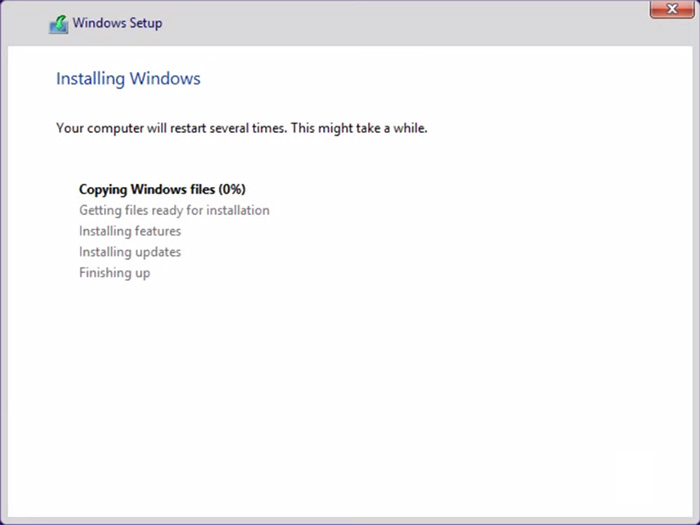 Windows Setup
Installing Windows
Your computer will restart several times. This might take a while.
Copying Windows files (0%)
Getting files ready for installation
Installing features
Installing updates
Finishing up